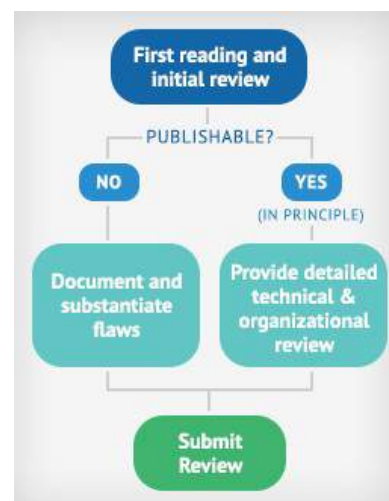 First reading and
initial review
PUBLISHABLE?
NO
YES
(IN PRINCIPLE)
Document and
substantiate
flaws
Provide detailed
technical &
organizational
review
Submit
Review